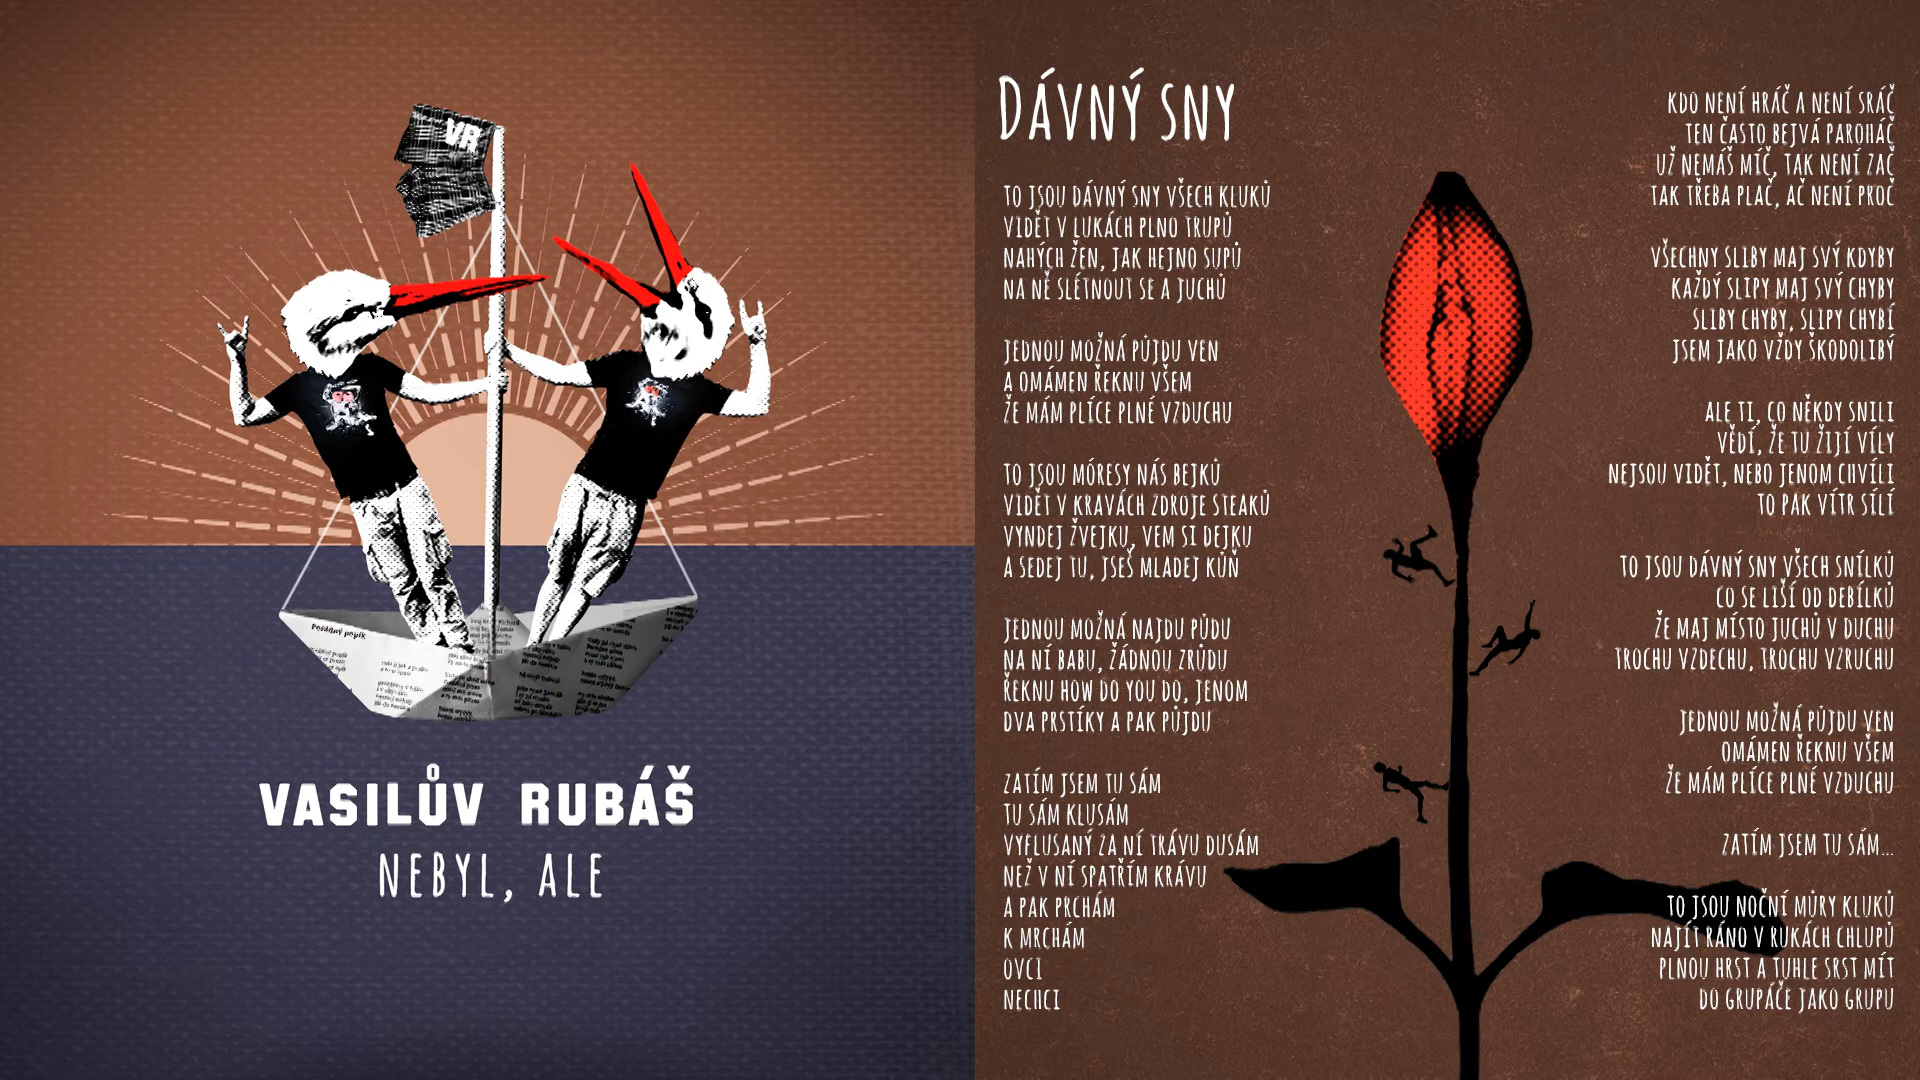 VR
Pořádný popík
VASILŮV RUBÁŠ
NEBYL, ALE
DÁVNÝ SNY
TO JSOU DÁVNÝ SNY VŠECH KLUKŮ
VIDĚT V LUKÁCH PLNO TRUPŮ
NAHÝCH ŽEN, JAK HEJNO SUPŮ
NA NĚ SLÉTNOUT SE A JUCHŮ
JEDNOU MOŽNÁ PŮJDU VEN
A OMÁMEN ŘEKNU VŠEM
ŽE MÁM PLÍCE PLNÉ VZDUCHU
TO JSOU MÓRESY NÁS BEJKŮ
VIDĚT V KRAVÁCH ZDROJE STEAKŮ
VYNDEJ ŽVEJKU, VEM SI DEJKU
A SEDEJ TU, JSEŠ MLADEJ KŮŇ
JEDNOU MOŽNÁ NAJDU PŮDU
NA NÍ BABU, ŽÁDNOU ZRŮDU
ŘEKNU HOW DO YOU DO, JENOM
DVA PRSTÍKY A PAK PŮJDU
ZATÍM JSEM TU SÁM
TU SÁM KLUSÁM
VYFLUSANÝ ZA NÍ TRÁVU DUSÁM
NEŽ V NÍ SPATŘÍM KRÁVU
A PAK PRCHÁM
K MRCHÁM
OVCI
NECHCI
KDO NENÍ HRÁČ A NENÍ SRÁČ
TEN ČASTO BEJVÁ PAROHÁČ
UŽ NEMÁŠ MÍČ, TAK NENÍ ZAČ
TAK TŘEBA PLAČ, AČ NENÍ PROČ
VŠECHNY SLIBY MAJ SVÝ KDYBY
KAŽDÝ SLIPY MAJ SVÝ CHYBY
SLIBY CHYBY, SLIPY CHYBÍ
JSEM JAKO VŽDY ŠKODOLIBÝ
ALE TI, CO NĚKDY SNILI
VĚDÍ, ŽE TU ŽIJÍ VÍLY
NEJSOU VIDĚT, NEBO JENOM CHVÍLI
TO PAK VÍTR SÍLÍ
TO JSOU DÁVNÝ SNY VŠECH SNÍLKŮ
CO SE LIŠÍ OD DEBÍLKŮ
ŽE MAJ MÍSTO JUCHŮ V DUCHU
TROCHU VZDECHU, TROCHU VZRUCHU
JEDNOU MOŽNÁ PŮJDU VEN
OMÁMEN ŘEKNU VŠEM
ŽE MÁM PLÍCE PLNÉ VZDUCHU
ZATÍM JSEM TU SÁM...
TO JSOU NOČNÍ MŮRY KLUKŮ
NAJÍT RÁNO V RUKÁCH CHLUPŮ
PLNOU HRST A TUHLE SRST MÍT
DO GRUPÁČE JAKO GRUPU